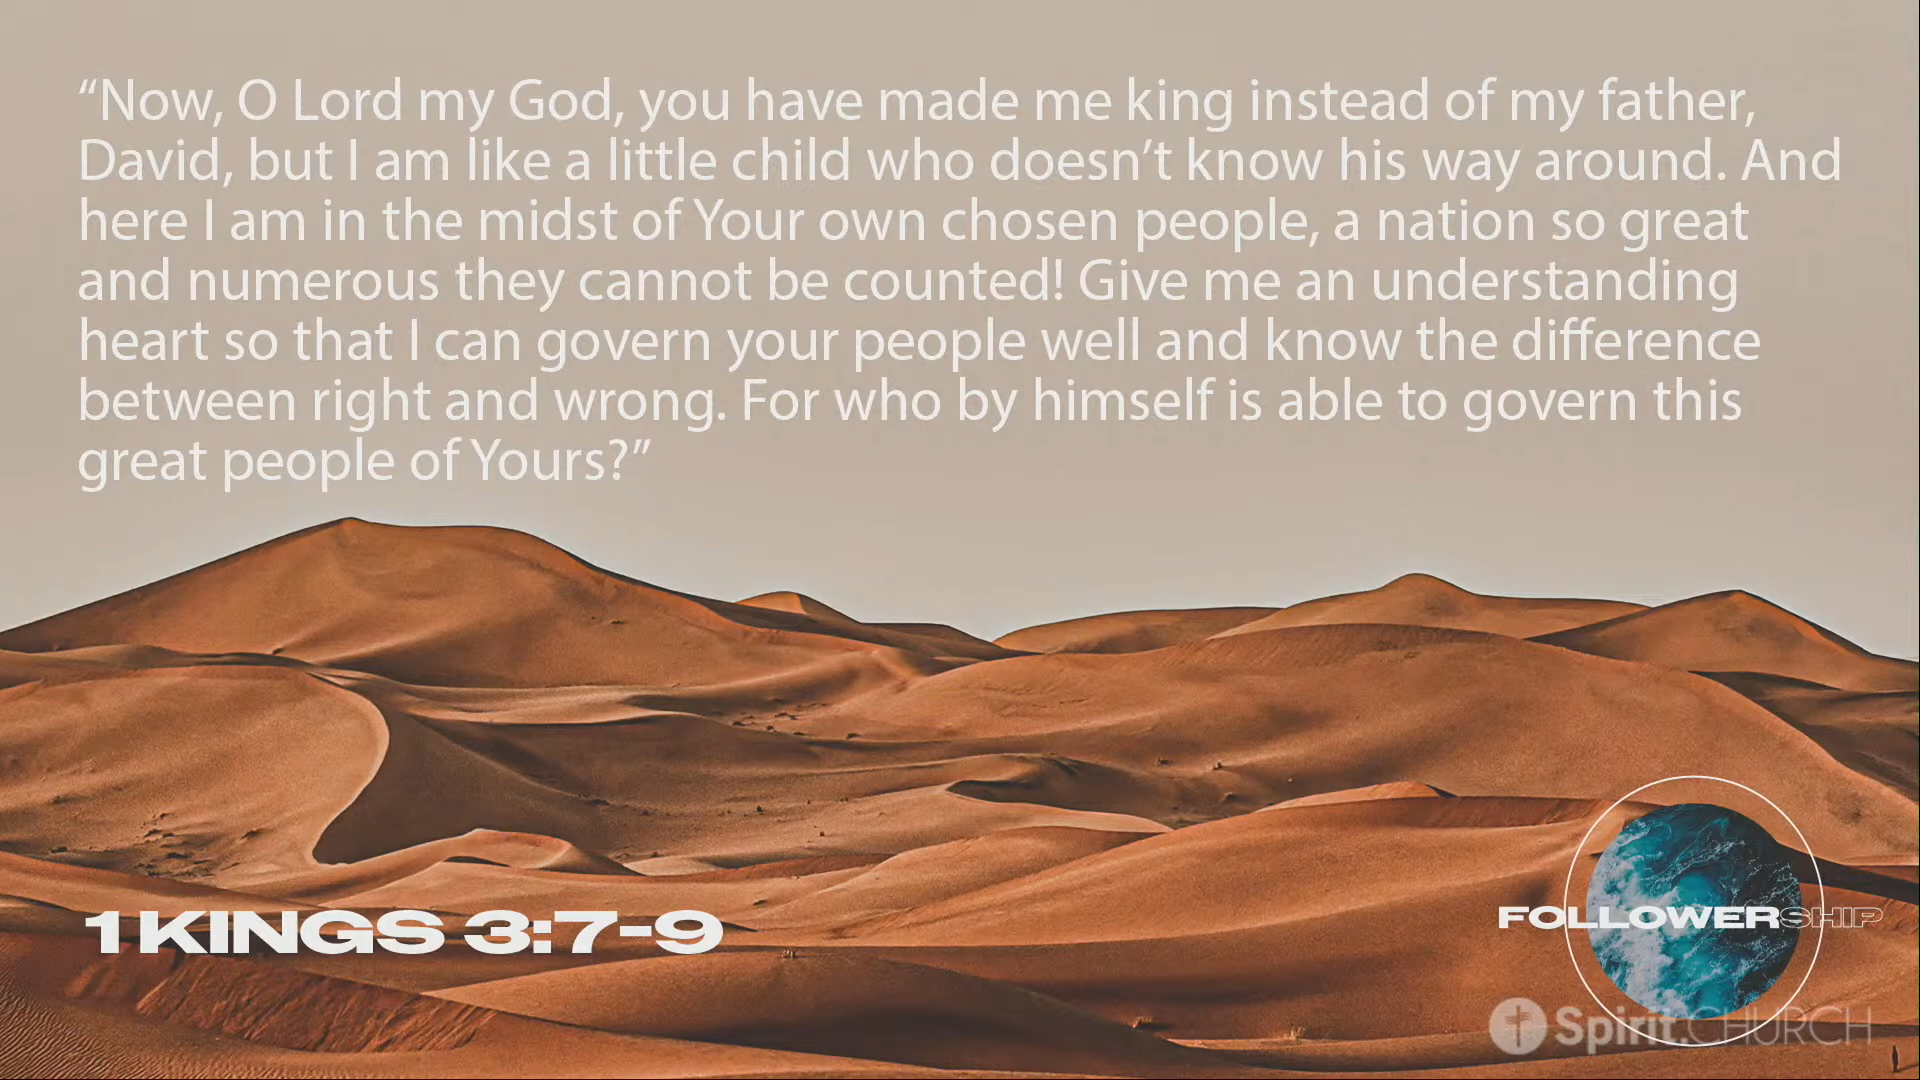 “Now, O Lord my God, you have made me king instead of my father,
David, but I am like a little child who doesn’t know his way around. And
here I am in the midst of Your own chosen people, a nation so great
and numerous they cannot be counted! Give me an understanding
heart so that I can govern your people well and know the difference
between right and wrong. For who by himself is able to govern this
great people of Yours?”
1 KINGS 3:7-9
FOLLOWERSHIP
Spirit.CHURCH